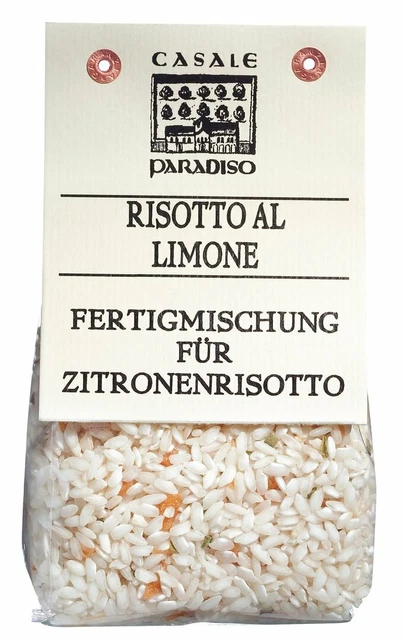 CASALE
PARADISO
RISOTTO AL
LIMONE
FERTIGMISCHUNG
FÜR
ZITRONENRISOTTO